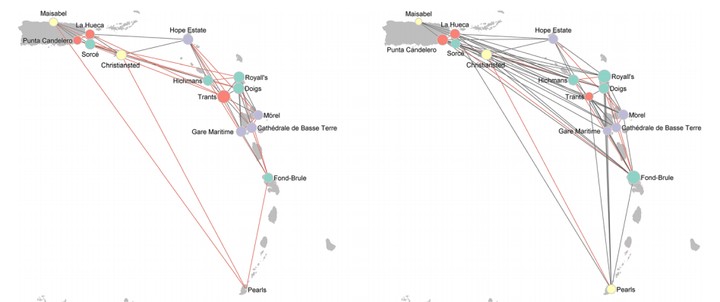 Maisabel
La Hueca
Hope Estate
Punta Candelero
Sorcé
Christiansted
Royall's
Hichmans
Doigs
Trants
Morel
Gare Maritime
Cathédrale de Basse Terre
Fond-Brule
Pearls
Maisabel
La Hueca
Hope Estate
Punta Candelero
Sorcé
Christiansted
Royall's
Hichmans
Doigs
Trants
Morel
Gare Maritime
Cathédrale de Basse Terre
Fond-Brule
Pearls